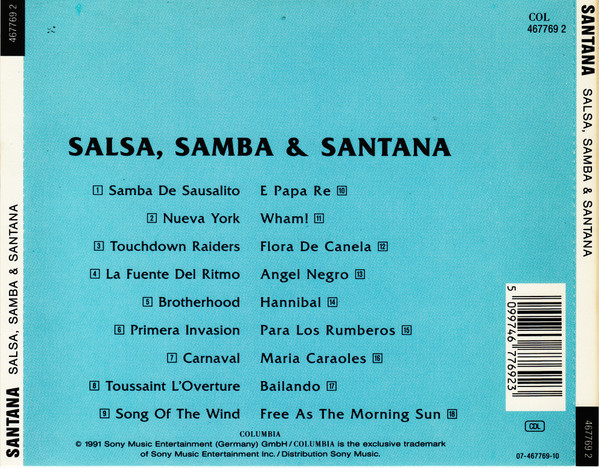 467769 2
SANTANA SALSA, SAMBA & SANTANA
COL
467769 2
SALSA, SAMBA & SANTANA
1 Samba De Sausalito
2 Nueva York
3 Touchdown Raiders
4 La Fuente Del Ritmo
5 Brotherhood
6 Primera Invasion
7 Carnaval
8 Toussaint L'Overture
9 Song Of The Wind
E Papa Re 10
Wham! 11
Flora De Canela 12
Angel Negro 13
Hannibal 14
Para Los Rumberos 15
Maria Caraoles 16
Bailando 17
Free As The Morning Sun 18
COLUMBIA
© 1991 Sony Music Entertainment (Germany) GmbH/COLUMBIA is the exclusive trademark
of Sony Music Entertainment Inc./Distribution Sony Music.
5 099746 776923
CDL
07-467769-10
SANTANA SALSA, SAMBA & SANTANA
467769 2